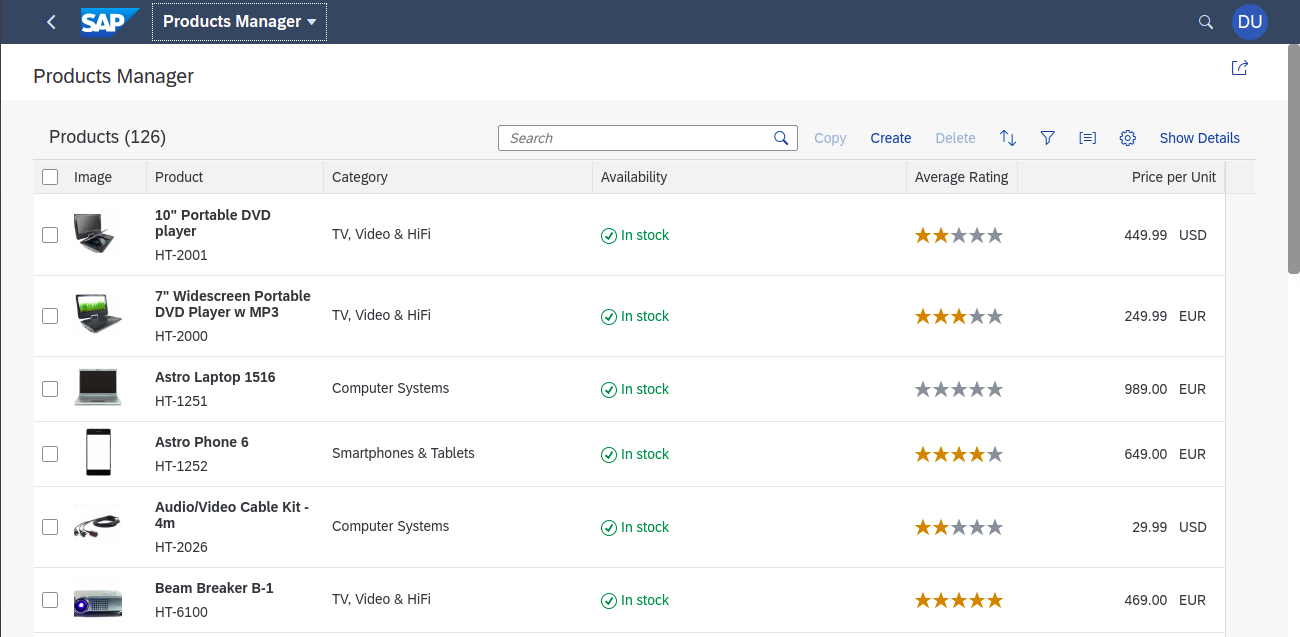 SAP Products Manager DU
Products Manager
Products (126) Search Copy Create Delete Show Details
Image Product Category Availability Average Rating Price per Unit
10" Portable DVD
player
HT-2001
TV, Video & HiFi In stock 449.99 USD
7" Widescreen Portable
DVD Player w MP3
HT-2000
TV, Video & HiFi In stock 249.99 EUR
Astro Laptop 1516
HT-1251
Computer Systems In stock 989.00 EUR
Astro Phone 6
HT-1252
Smartphones & Tablets In stock 649.00 EUR
Audio/Video Cable Kit -
4m
HT-2026
Computer Systems In stock 29.99 USD
Beam Breaker B-1
HT-6100
TV, Video & HiFi In stock 469.00 EUR